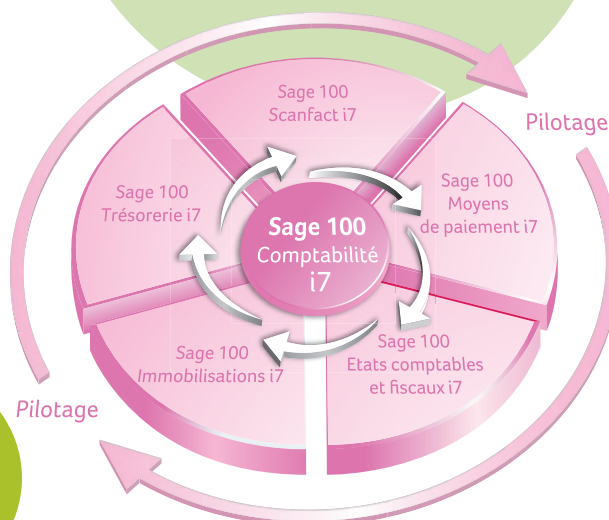 Sage 100
Scanfact i7
Pilotage
Sage 100
Trésorerie i7
Sage 100
Moyens
de paiement i7
Sage 100
Comptabilité
i7
Sage 100
Immobilisations i7
Sage 100
Etats comptables
et fiscaux i7
Pilotage